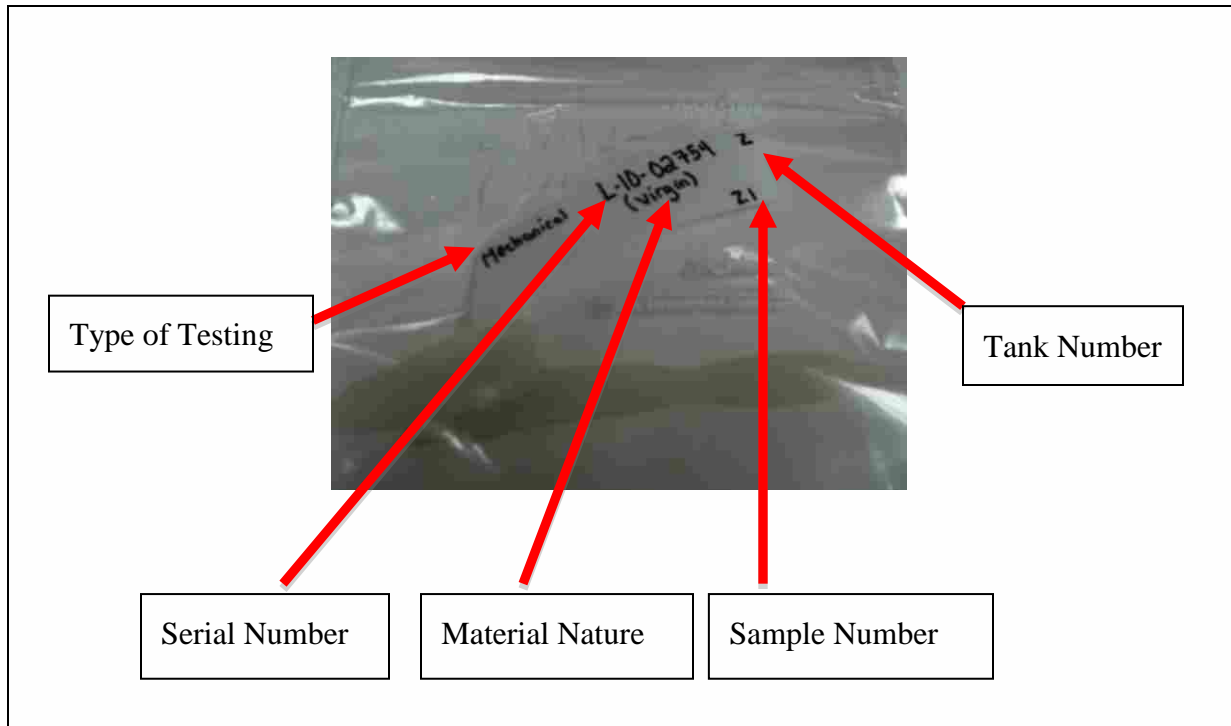 L-10-02754 2
(Virgin) 21
Mechanical
Type of Testing
Tank Number
Serial Number
Material Nature
Sample Number